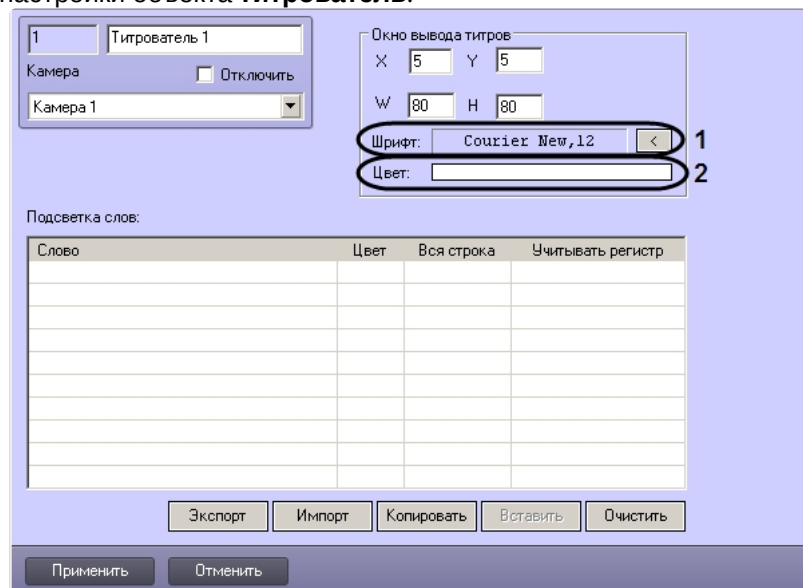 настройки объекта Титрователь.
1 Титрователь 1
Камера Отключить
Камера 1
Окно вывода титров
X 5 Y 5
W 80 H 80
Шрифт: Courier New,12 < 1
Цвет: 2
Подсветка слов:
Слово Цвет Вся строка Учитывать регистр
Экспорт Импорт Копировать Вставить Очистить
Применить Отменить